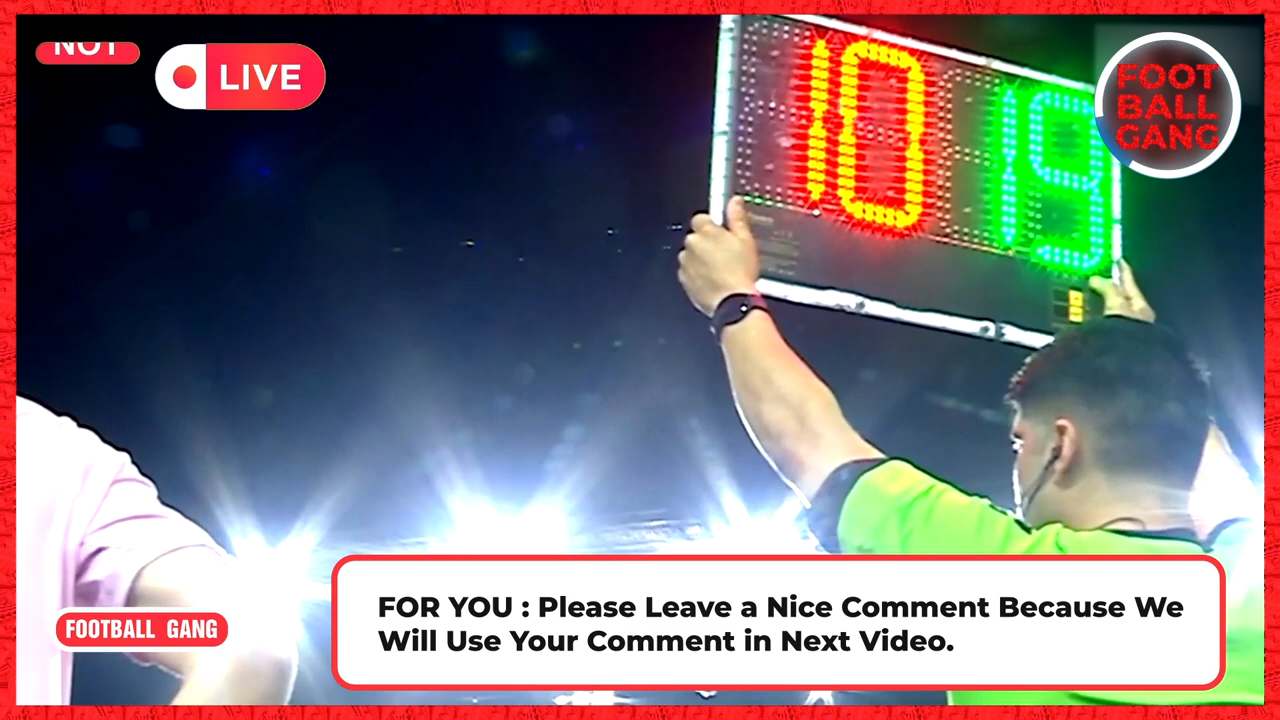 NOT
LIVE
10 19
FOOT
BALL
GANG
FOOTBALL GANG
FOR YOU : Please Leave a Nice Comment Because We
Will Use Your Comment in Next Video.